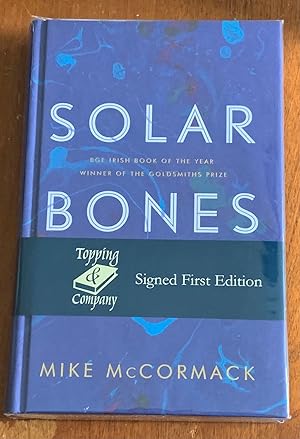 SOLAR
BGE IRISH BOOK OF THE YEAR
WINNER OF THE GOLDSMITHS PRIZE
BONES
Topping
&
Company
Signed First Edition
MIKE McCORMACK